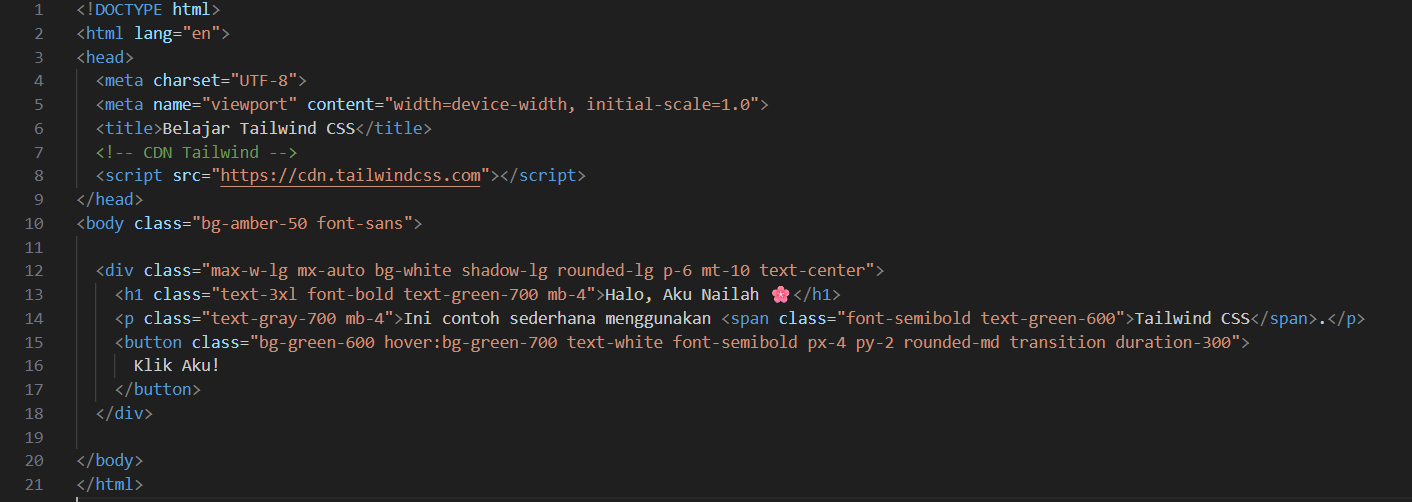 1 <!DOCTYPE html>
2 <html lang="en">
3 <head>
4   <meta charset="UTF-8">
5   <meta name="viewport" content="width=device-width, initial-scale=1.0">
6   <title>Belajar Tailwind CSS</title>
7   <!-- CDN Tailwind -->
8   <script src="https://cdn.tailwindcss.com"></script>
9 </head>
10 <body class="bg-amber-50 font-sans">
11
12   <div class="max-w-lg mx-auto bg-white shadow-lg rounded-lg p-6 mt-10 text-center">
13     <h1 class="text-3xl font-bold text-green-700 mb-4">Halo, Aku Nailah 🌸</h1>
14     <p class="text-gray-700 mb-4">Ini contoh sederhana menggunakan <span class="font-semibold text-green-600">Tailwind CSS</span>.</p>
15     <button class="bg-green-600 hover:bg-green-700 text-white font-semibold px-4 py-2 rounded-md transition duration-300">
16       Klik Aku!
17     </button>
18   </div>
19
20 </body>
21 </html>